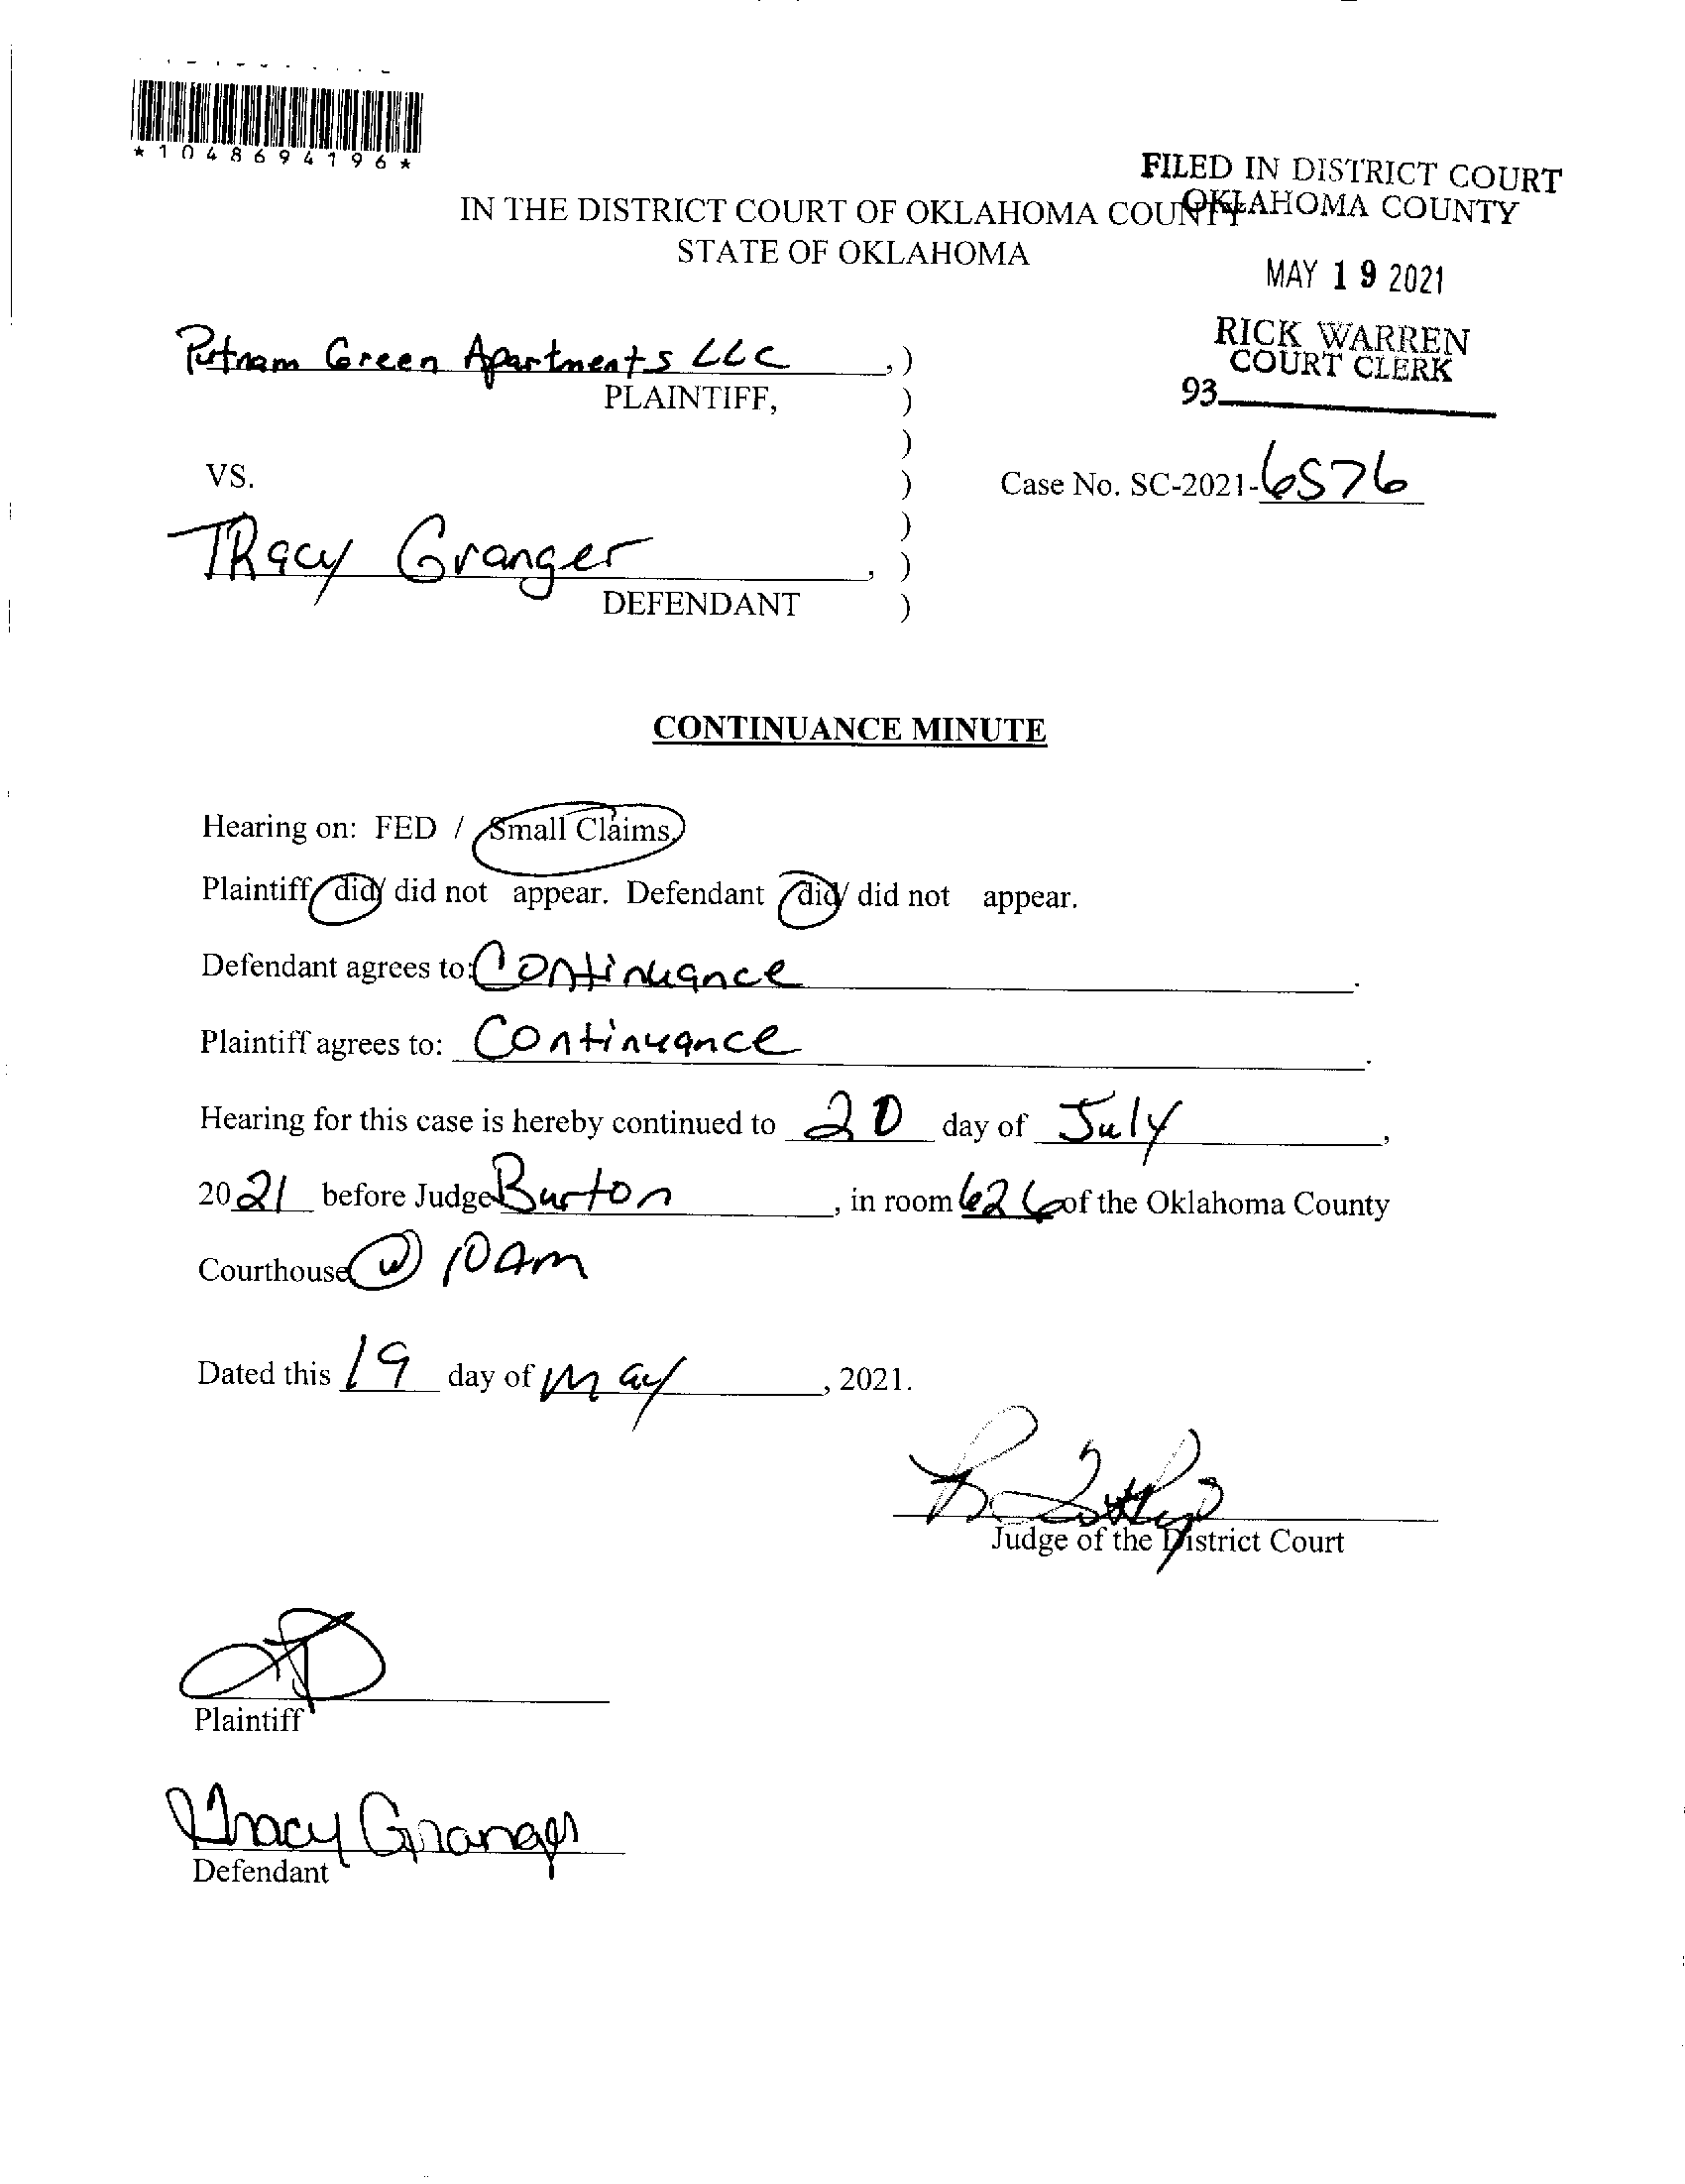 *1048694196*
FILED IN DISTRICT COURT
OKLAHOMA COUNTY
MAY 19 2021
RICK WARREN
COURT CLERK
93
IN THE DISTRICT COURT OF OKLAHOMA COUNTY
STATE OF OKLAHOMA
Putnam Green Apartments LLC , )
PLAINTIFF, )
)
VS. )
Case No. SC-2021-6576
)
TRacy Granger , )
DEFENDANT )
CONTINUANCE MINUTE
Hearing on: FED / Small Claims.
Plaintiff did/ did not appear. Defendant did/ did not appear.
Defendant agrees to: Continuance .
Plaintiff agrees to: Continuance .
Hearing for this case is hereby continued to 20 day of July ,
2021 before Judge Burton , in room 626 of the Oklahoma County
Courthouse @ 10 Am
Dated this 19 day of May , 2021.
Judge of the District Court
Plaintiff
Tracy Granger
Defendant